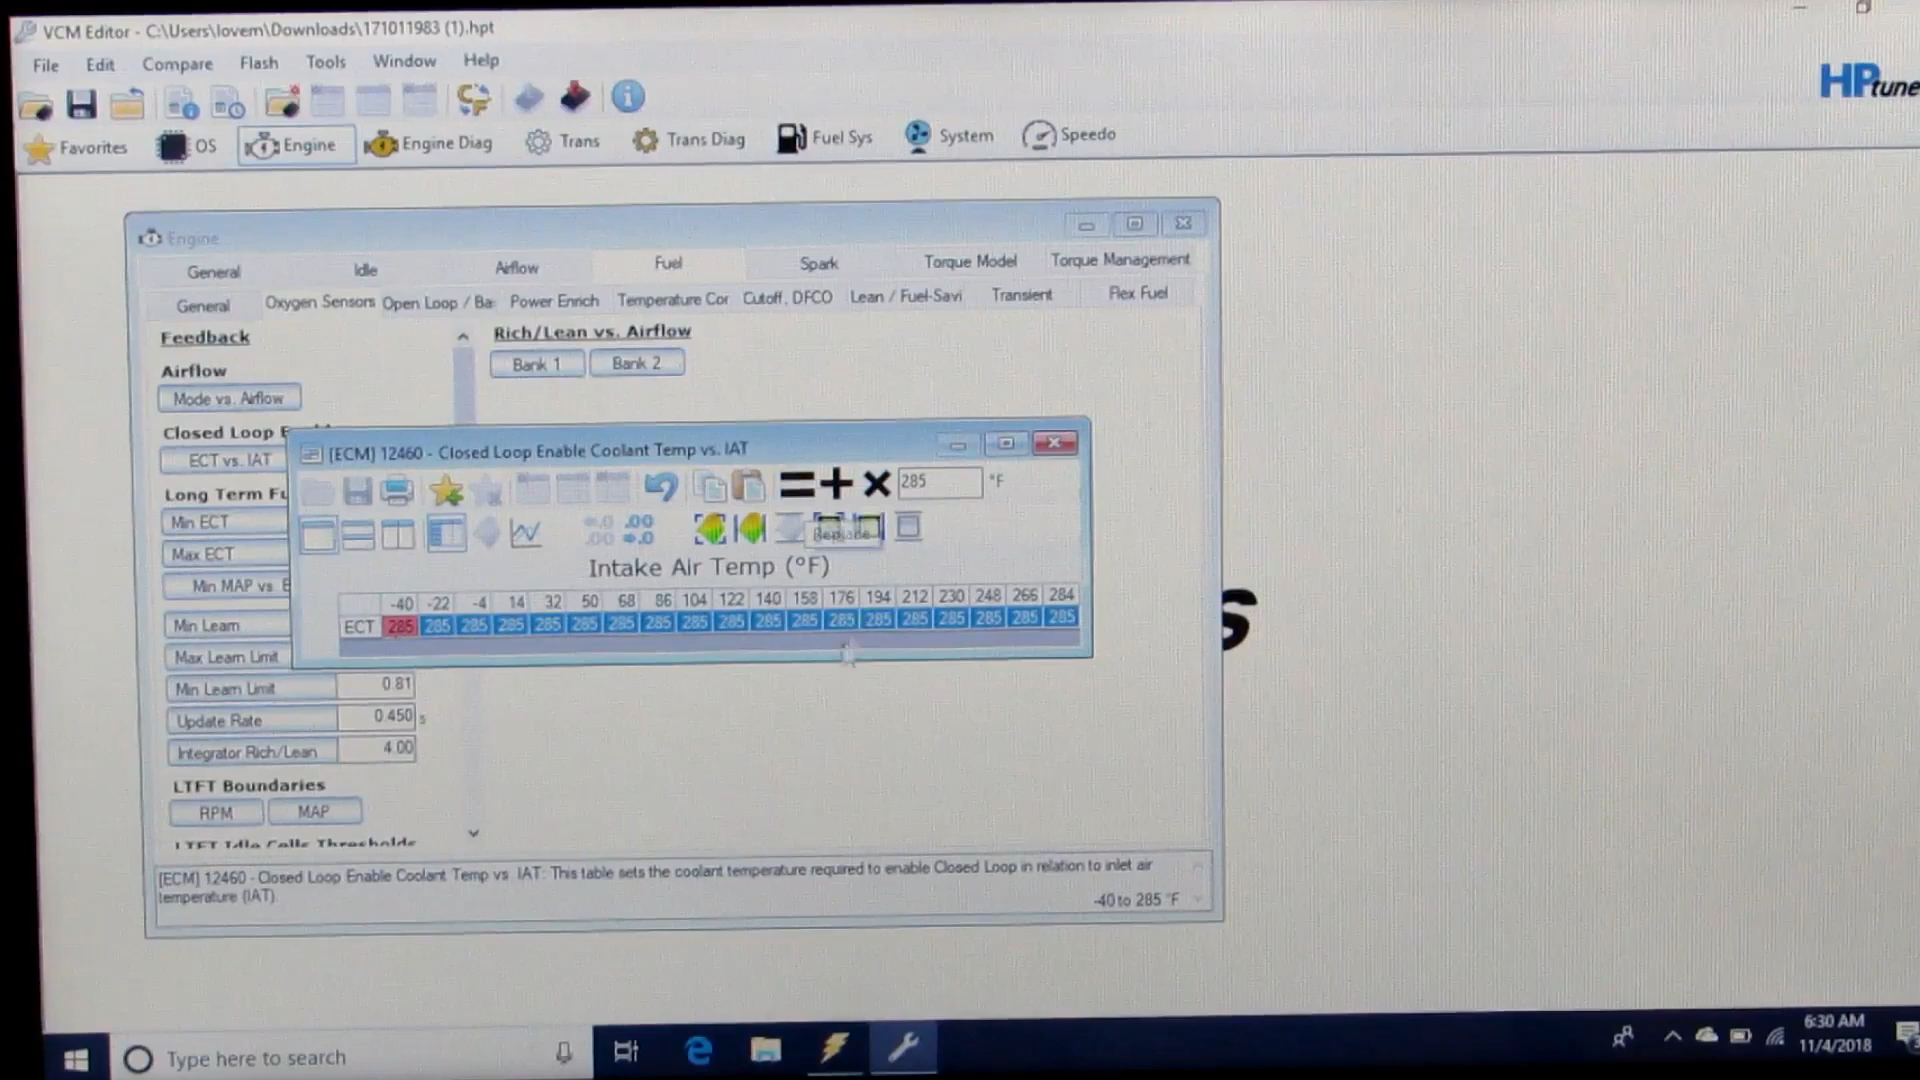 VCM Editor - C:\Users\lovem\Downloads\171011983 (1).hpt
File Edit Compare Flash Tools Window Help
HPtune
Favorites OS Engine Engine Diag Trans Trans Diag Fuel Sys System Speedo
Engine
General Idle Airflow Fuel Spark Torque Model Torque Management
General Oxygen Sensors Open Loop / Ba Power Enrich Temperature Cor Cutoff, DFCO Lean / Fuel-Savi Transient Flex Fuel
Feedback
Rich/Lean vs. Airflow
Bank 1 Bank 2
Airflow
Mode vs. Airflow
Closed Loop E
ECT vs. IAT
Long Term Fu
Min ECT
Max ECT
Min MAP vs. E
Min Learn
Max Learn Limit
Min Learn Limit 0.81
Update Rate 0.450 s
Integrator Rich/Lean 4.00
LTFT Boundaries
RPM MAP
LTFT Idle Cells Thresholds
[ECM] 12460 - Closed Loop Enable Coolant Temp vs. IAT
285 °F
Replace
Intake Air Temp (°F)
-40 -22 -4 14 32 50 68 86 104 122 140 158 176 194 212 230 248 266 284
ECT 285 285 285 285 285 285 285 285 285 285 285 285 285 285 285 285 285 285 285
s
[ECM] 12460 - Closed Loop Enable Coolant Temp vs. IAT: This table sets the coolant temperature required to enable Closed Loop in relation to inlet air
temperature (IAT).
-40 to 285 °F
Type here to search
6:30 AM
11/4/2018